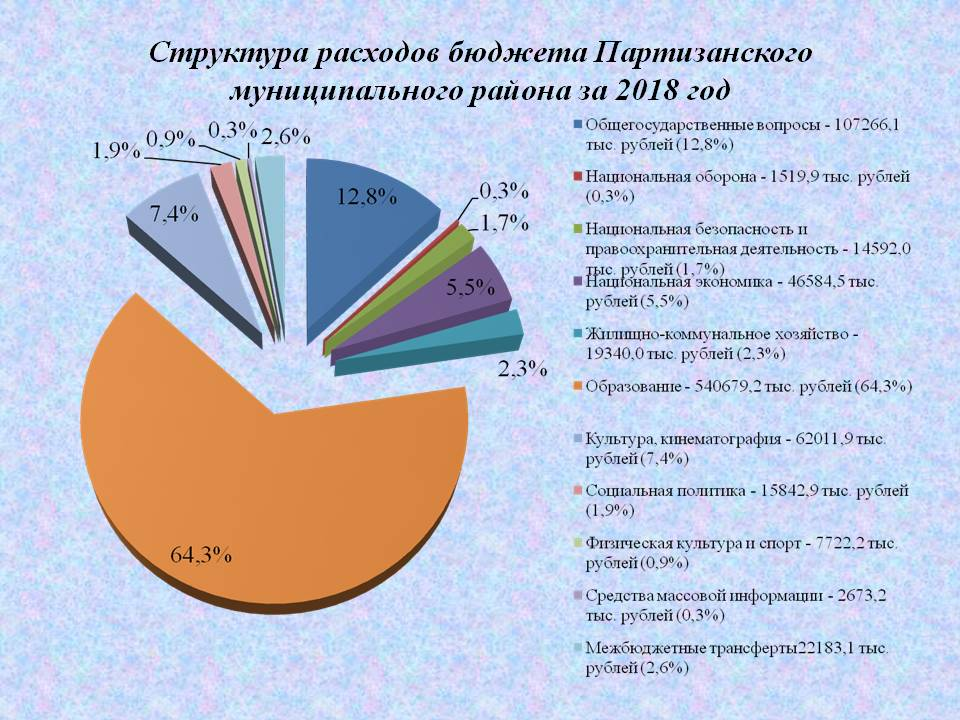 Структура расходов бюджета Партизанского
муниципального района за 2018 год
1,9%
0,9%
0,3%
2,6%
7,4%
12,8%
0,3%
1,7%
5,5%
2,3%
64,3%
Общегосударственные вопросы - 107266,1
тыс. рублей (12,8%)
Национальная оборона - 1519,9 тыс. рублей
(0,3%)
Национальная безопасность и
правоохранительная деятельность - 14592,0
тыс. рублей (1,7%)
Национальная экономика - 46584,5 тыс.
рублей (5,5%)
Жилищно-коммунальное хозяйство -
19340,0 тыс. рублей (2,3%)
Образование - 540679,2 тыс. рублей (64,3%)
Культура, кинематография - 62011,9 тыс.
рублей (7,4%)
Социальная политика - 15842,9 тыс. рублей
(1,9%)
Физическая культура и спорт - 7722,2 тыс.
рублей (0,9%)
Средства массовой информации - 2673,2
тыс. рублей (0,3%)
Межбюджетные трансферты22183,1 тыс.
рублей (2,6%)